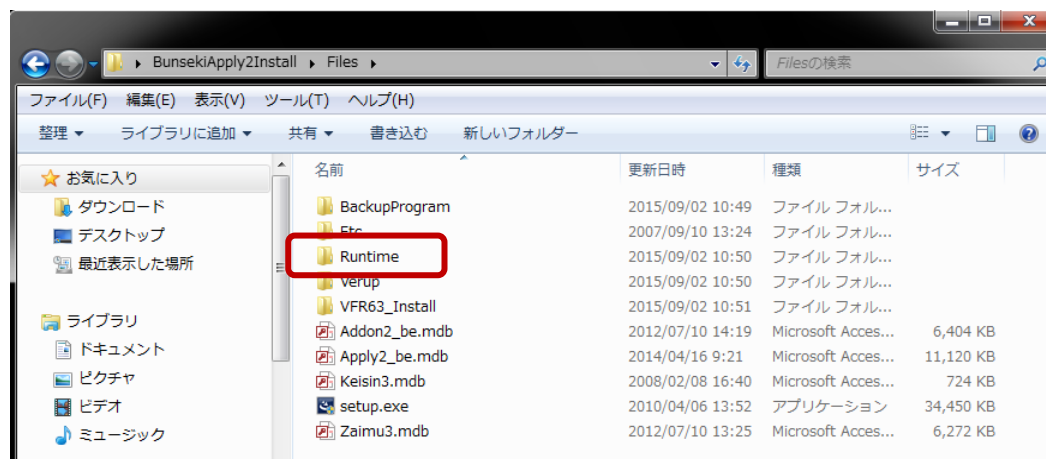 BunsekiApply2Install Files Filesの検索
ファイル(F) 編集(E) 表示(V) ツール(T) ヘルプ(H)
整理 ライブラリに追加 共有 書き込む 新しいフォルダー
お気に入り
ダウンロード
デスクトップ
最近表示した場所
ライブラリ
ドキュメント
ピクチャ
ビデオ
ミュージック
名前 更新日時 種類 サイズ
BackupProgram 2015/09/02 10:49 ファイル フォル...
Etc 2007/09/10 13:24 ファイル フォル...
Runtime 2015/09/02 10:50 ファイル フォル...
Verup 2015/09/02 10:50 ファイル フォル...
VFR63_Install 2015/09/02 10:51 ファイル フォル...
Addon2_be.mdb 2012/07/10 14:19 Microsoft Acces... 6,404 KB
Apply2_be.mdb 2014/04/16 9:21 Microsoft Acces... 11,120 KB
Keisin3.mdb 2008/02/08 16:40 Microsoft Acces... 724 KB
setup.exe 2010/04/06 13:52 アプリケーション 34,450 KB
Zaimu3.mdb 2012/07/10 13:25 Microsoft Acces... 6,272 KB